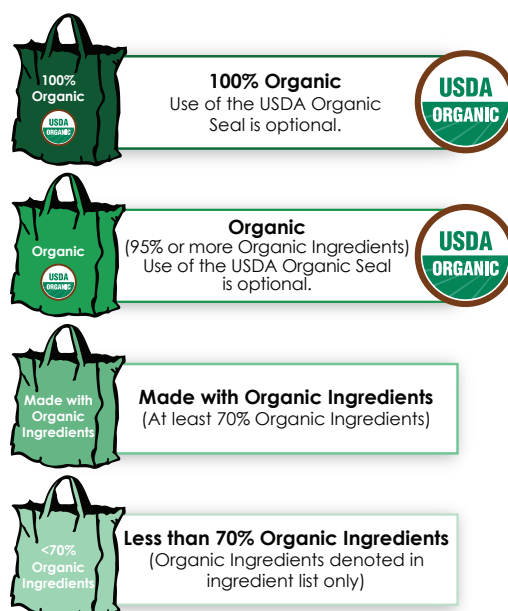 100%
Organic
USDA
ORGANIC
100% Organic
Use of the USDA Organic
Seal is optional.
USDA
ORGANIC
Organic
USDA
ORGANIC
Organic
(95% or more Organic Ingredients)
Use of the USDA Organic Seal
is optional.
USDA
ORGANIC
Made with
Organic
Ingredients
Made with Organic Ingredients
(At least 70% Organic Ingredients)
<70%
Organic
Ingredients
Less than 70% Organic Ingredients
(Organic Ingredients denoted in
ingredient list only)